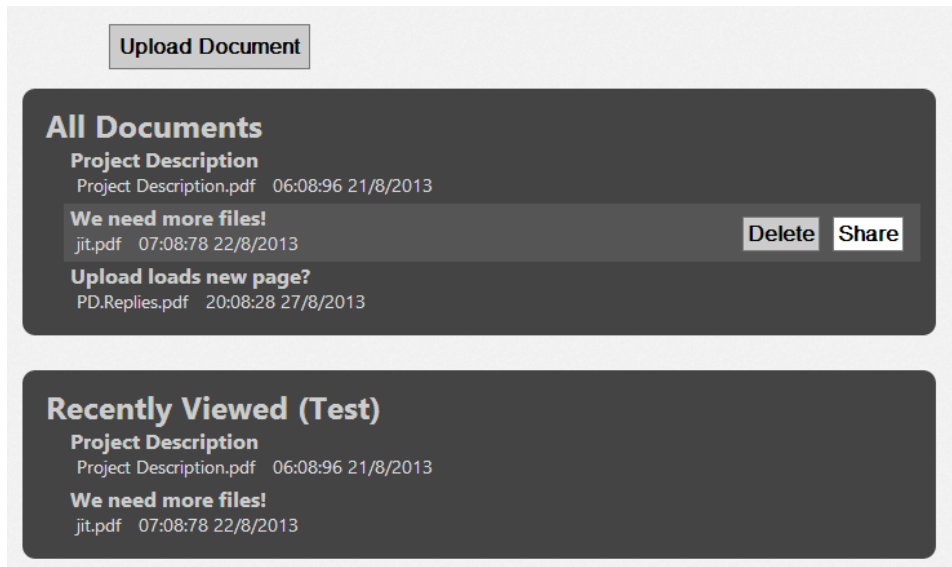 Upload Document
All Documents
Project Description
Project Description.pdf 06:08:96 21/8/2013
We need more files!
jit.pdf 07:08:78 22/8/2013
Delete Share
Upload loads new page?
PD.Replies.pdf 20:08:28 27/8/2013
Recently Viewed (Test)
Project Description
Project Description.pdf 06:08:96 21/8/2013
We need more files!
jit.pdf 07:08:78 22/8/2013